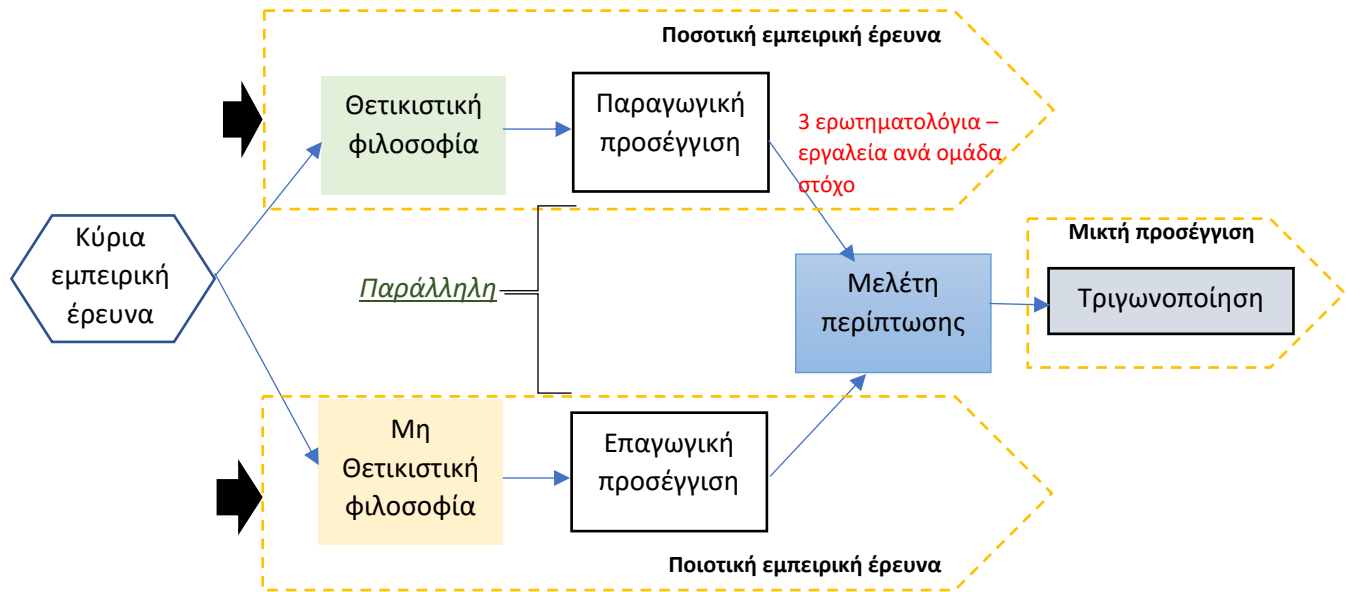 Ποσοτική εμπειρική έρευνα
Θετικιστική
φιλοσοφία
Παραγωγική
προσέγγιση
3 ερωτηματολόγια –
εργαλεία ανά ομάδα
στόχο
Κύρια
εμπειρική
έρευνα
Παράλληλη
Μελέτη
περίπτωσης
Μικτή προσέγγιση
Τριγωνοποίηση
Μη
Θετικιστική
φιλοσοφία
Επαγωγική
προσέγγιση
Ποιοτική εμπειρική έρευνα